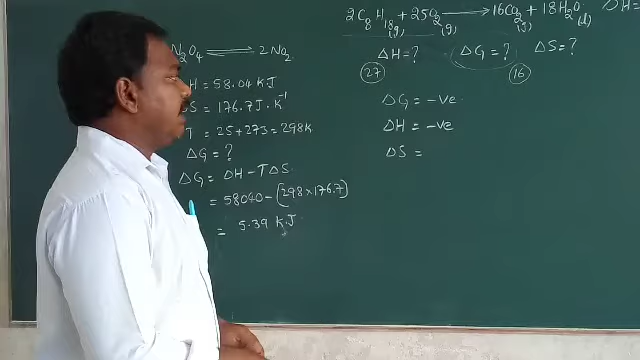 N₂O₄ ⇌ 2NO₂
H = 58.04 KJ
ΔS = 176.7 J·K⁻¹
T = 25+273 = 298K
ΔG = ?
ΔG = ΔH - TΔS
= 58040 - [298×176.7]
= 5.39 K.J
2C₈H₁₈(g) + 25O₂(g) → 16CO₂(g) + 18H₂O(l) ΔH=
ΔH=? ΔG=? ΔS=?
27 16
ΔG = -ve
ΔH = -ve
ΔS =